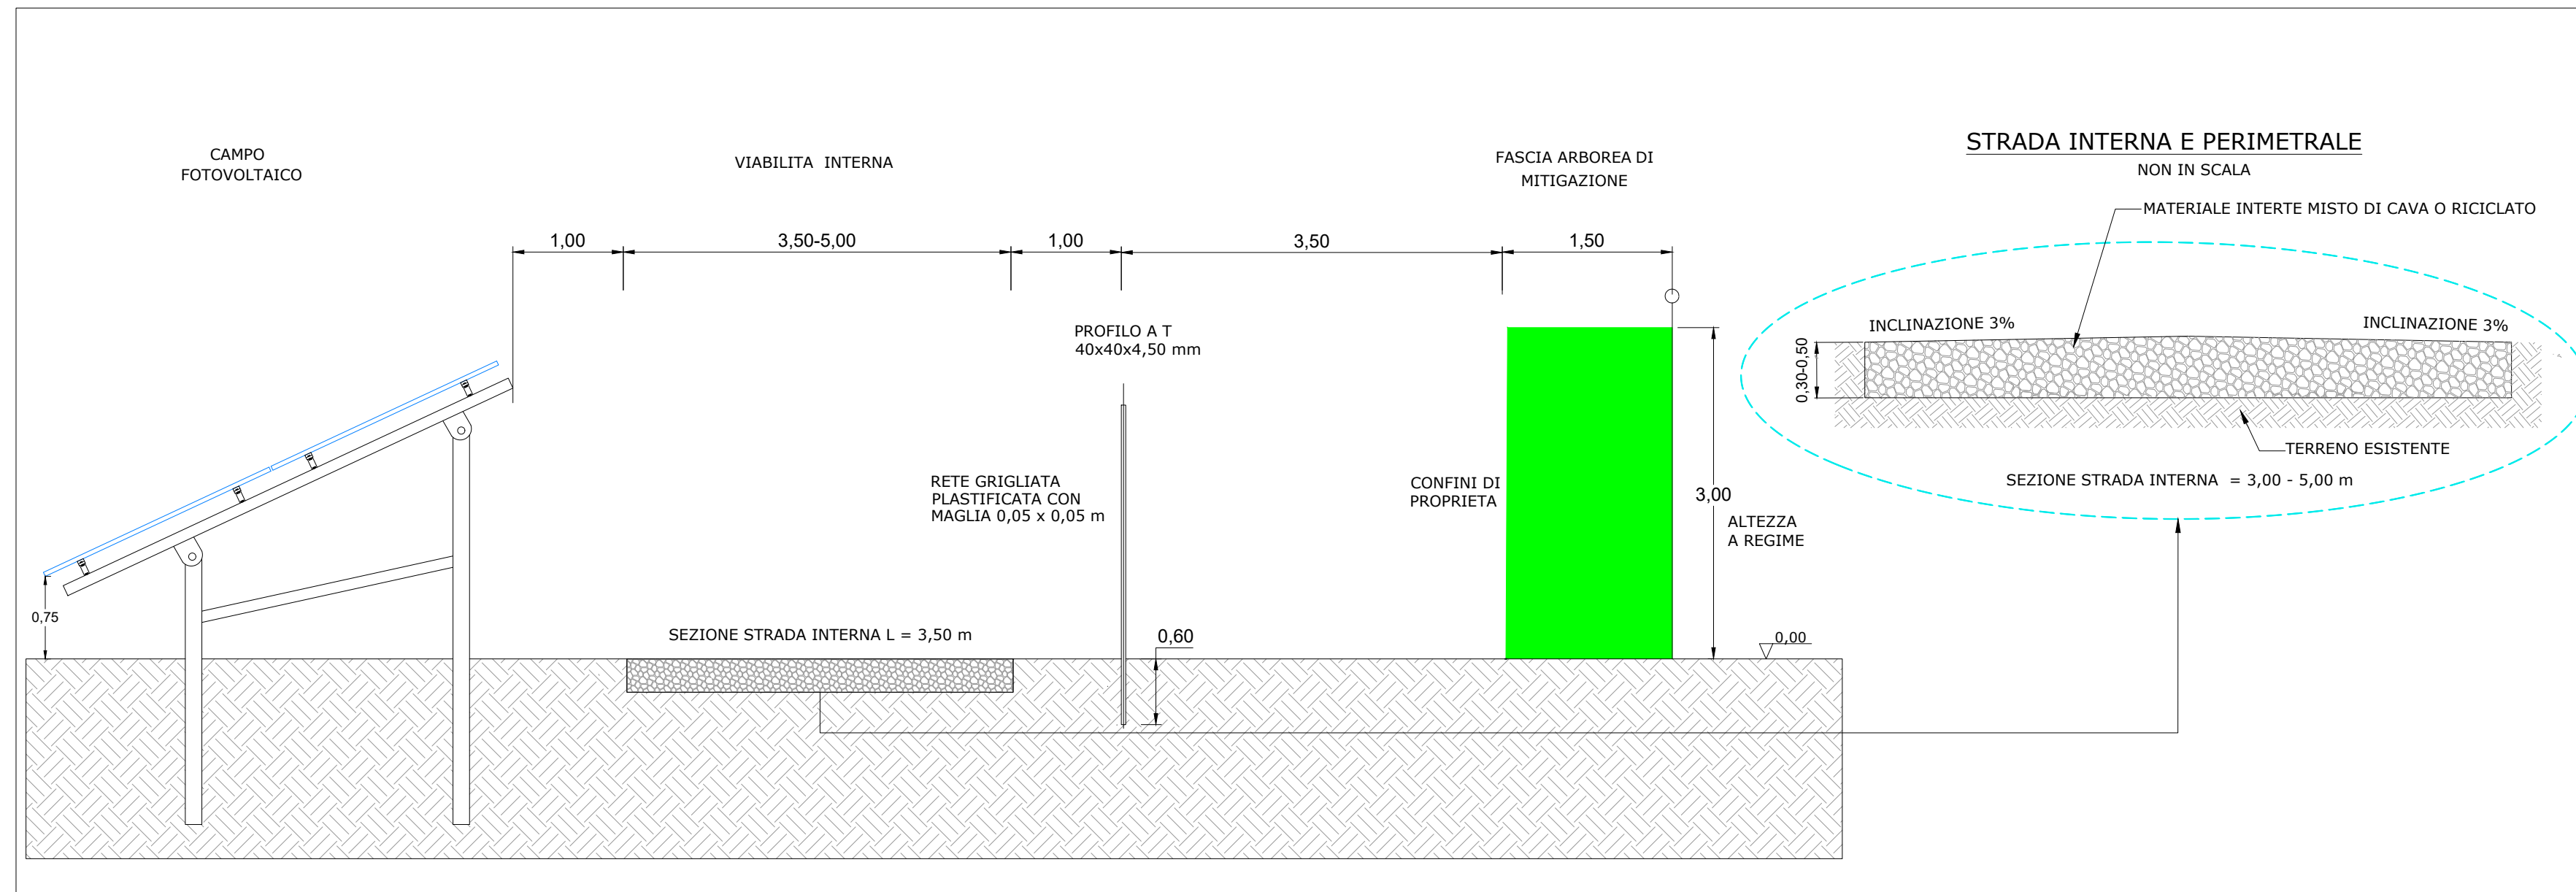 CAMPO
FOTOVOLTAICO
VIABILITA INTERNA
FASCIA ARBOREA DI
MITIGAZIONE
STRADA INTERNA E PERIMETRALE
NON IN SCALA
MATERIALE INTERTE MISTO DI CAVA O RICICLATO
1,00
3,50-5,00
1,00
3,50
1,50
PROFILO A T
40x40x4,50 mm
INCLINAZIONE 3%
INCLINAZIONE 3%
0,30-0,50
TERRENO ESISTENTE
SEZIONE STRADA INTERNA = 3,00 - 5,00 m
RETE GRIGLIATA
PLASTIFICATA CON
MAGLIA 0,05 x 0,05 m
CONFINI DI
PROPRIETA
3,00
ALTEZZA
A REGIME
0,75
SEZIONE STRADA INTERNA L = 3,50 m
0,60
0,00